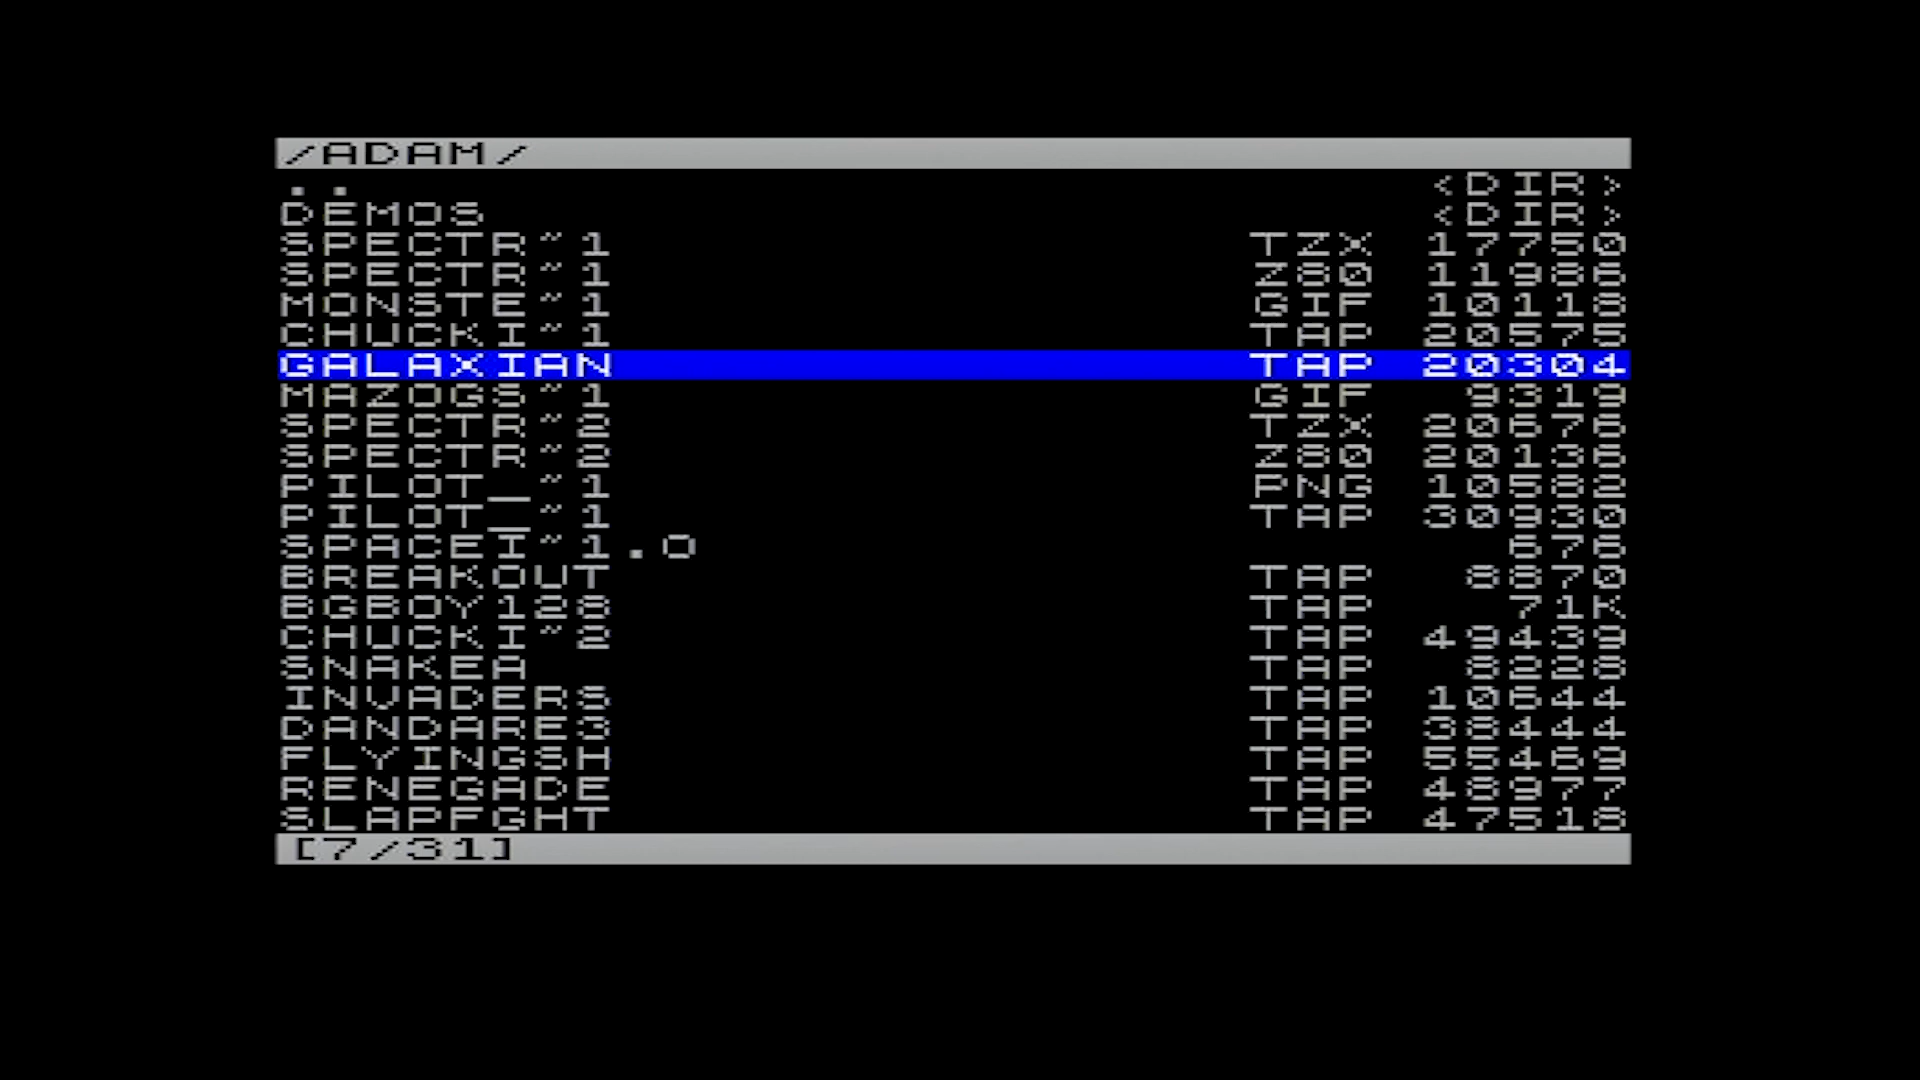 /ADAM/
.. <DIR>
DEMOS <DIR>
SPECTR~1 TZX 17750
SPECTR~1 Z80 11986
MONSTE~1 GIF 10118
CHUCKI~1 TAP 20575
GALAXIAN TAP 20304
MAZOGS~1 GIF 9319
SPECTR~2 TZX 20676
SPECTR~2 Z80 20136
PILOT_~1 PNG 10582
PILOT_~1 TAP 30930
SPACEI~1.O 676
BREAKOUT TAP 8870
BGBOY128 TAP 71K
CHUCKI~2 TAP 49439
SNAKEA TAP 8228
INVADERS TAP 10644
DANDARE3 TAP 38444
FLYINGSH TAP 55469
RENEGADE TAP 48977
SLAPFGHT TAP 47518
[7/31]